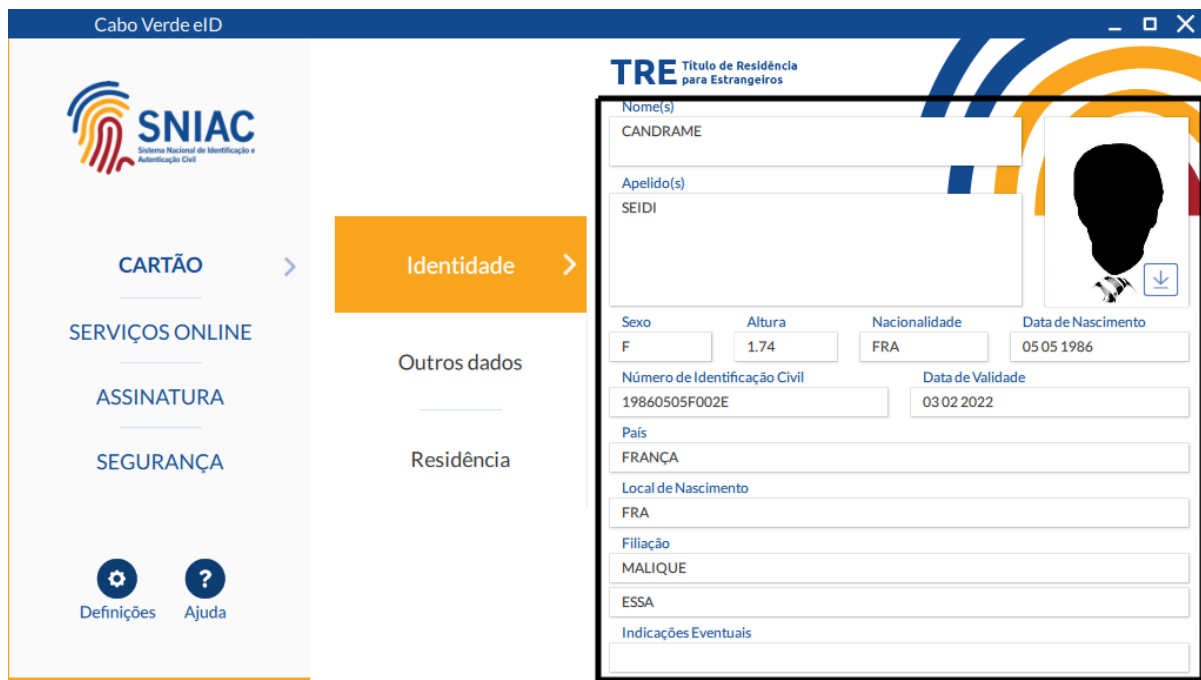 Cabo Verde eID
SNIAC
Sistema Nacional de Identificação e
Autenticação Civil
CARTÃO
SERVIÇOS ONLINE
ASSINATURA
SEGURANÇA
Definições
Ajuda
Identidade
Outros dados
Residência
TRE Título de Residência
para Estrangeiros
Nome(s)
CANDRAME
Apelido(s)
SEIDI
Sexo Altura Nacionalidade Data de Nascimento
F 1.74 FRA 05 05 1986
Número de Identificação Civil Data de Validade
19860505F002E 03 02 2022
País
FRANÇA
Local de Nascimento
FRA
Filiação
MALIQUE
ESSA
Indicações Eventuais